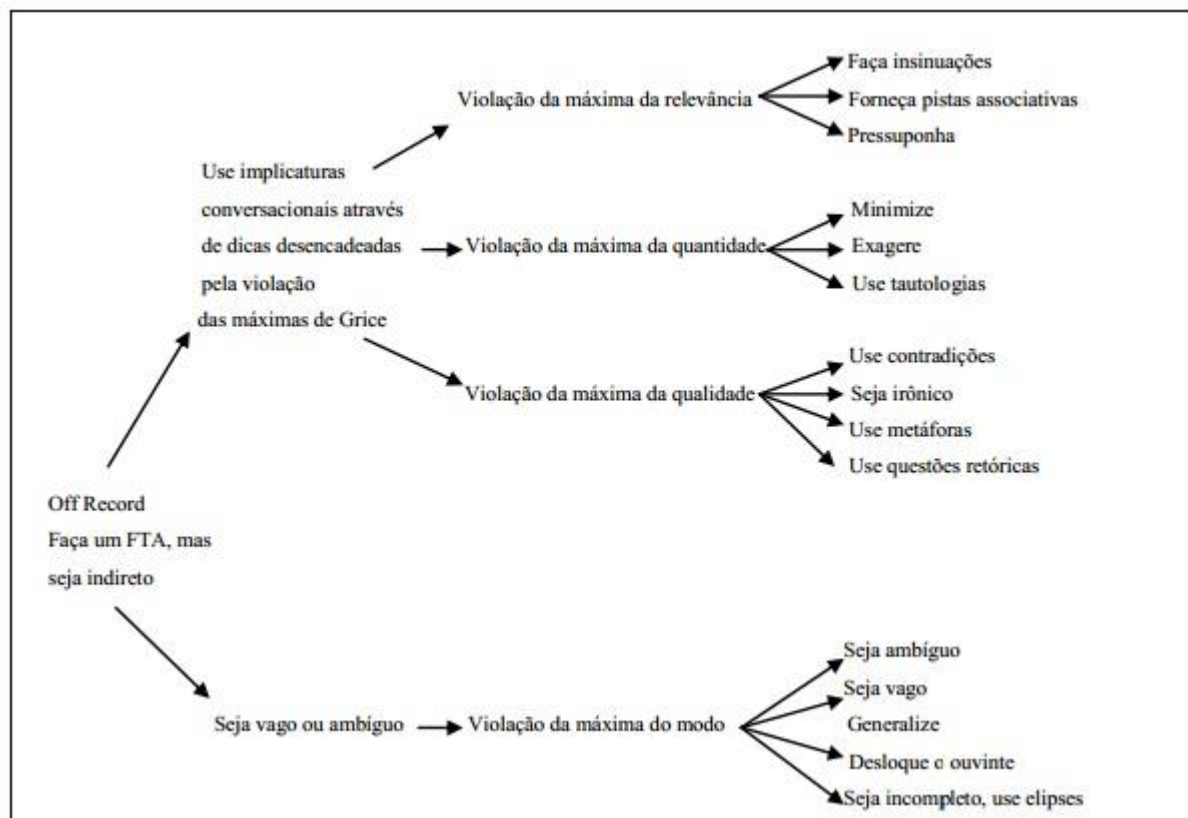 Faça insinuações
Violação da máxima da relevância
Forneça pistas associativas
Pressuponha
Use implicaturas
conversacionais através
de dicas desencadeadas
pela violação
das máximas de Grice
Minimize
Violação da máxima da quantidade
Exagere
Use tautologias
Use contradições
Violação da máxima da qualidade
Seja irônico
Use metáforas
Use questões retóricas
Off Record
Faça um FTA, mas
seja indireto
Seja vago ou ambíguo
Violação da máxima do modo
Seja ambíguo
Seja vago
Generalize
Desloque o ouvinte
Seja incompleto, use elipses